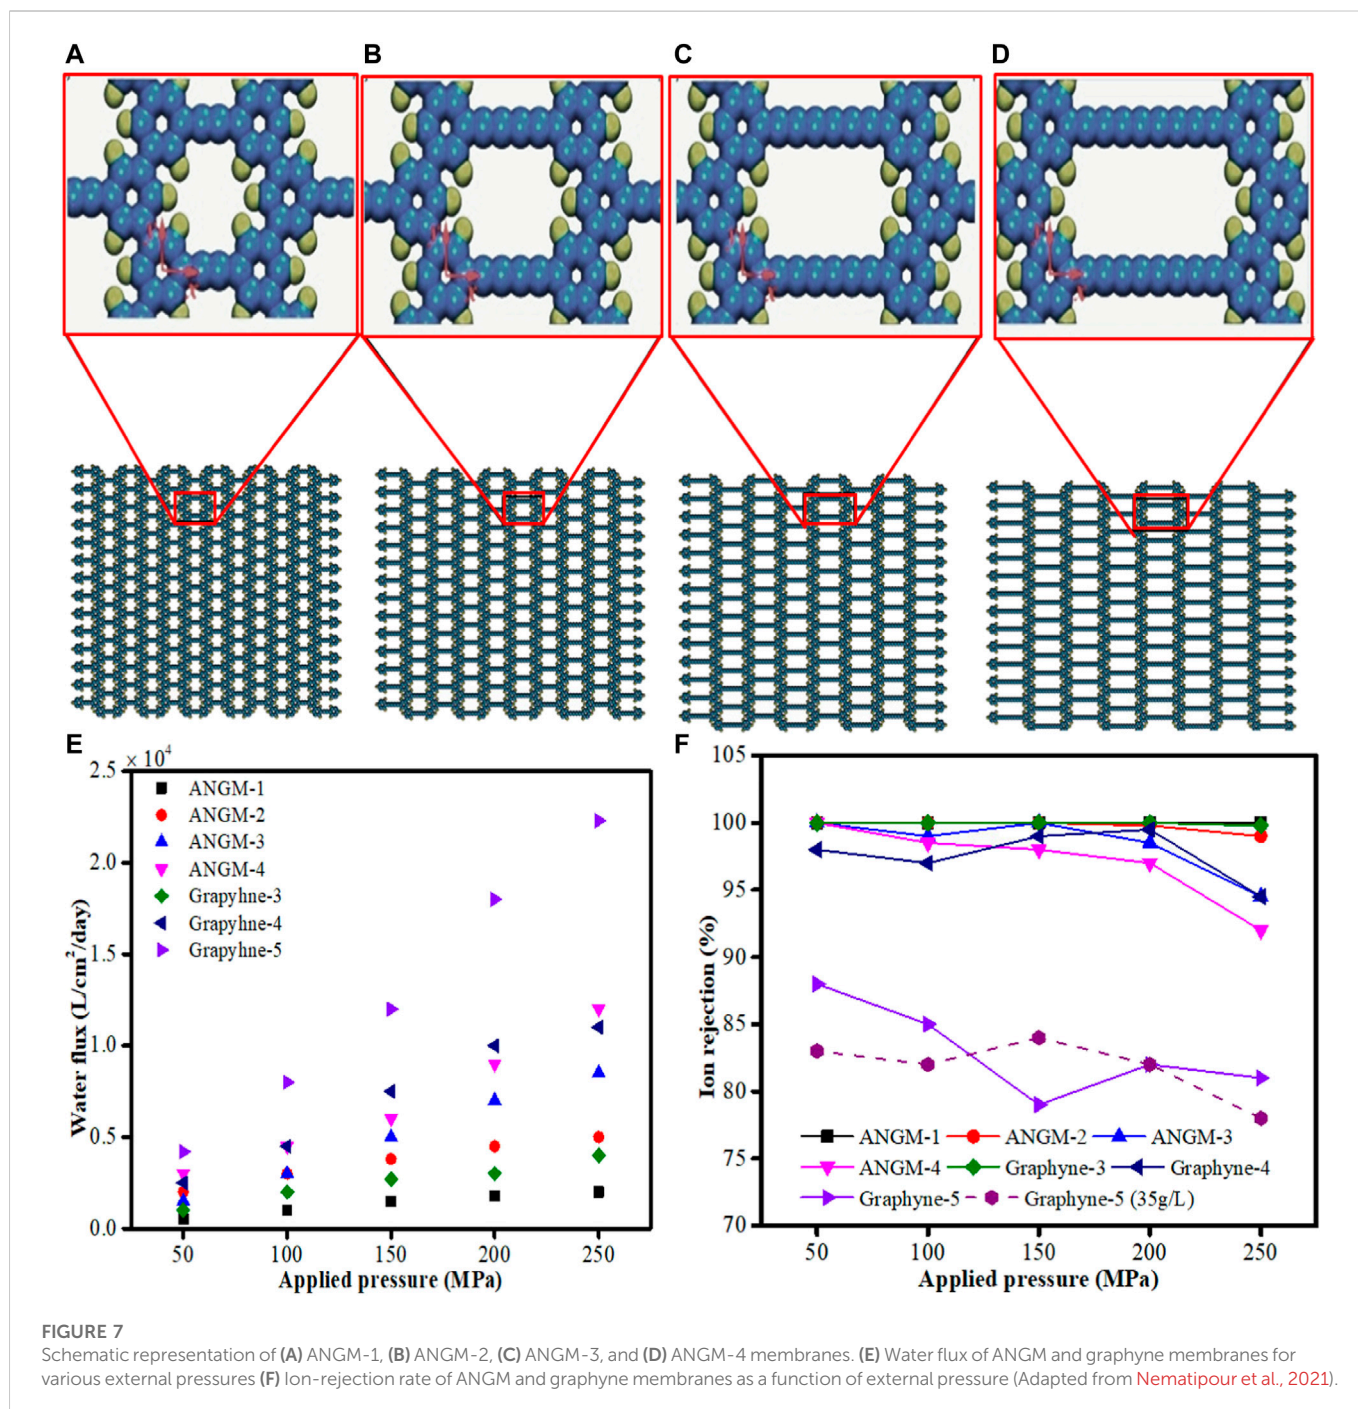 A
B
C
D
E
F
× 10⁴
2.5
2.0
1.5
1.0
0.5
0.0
Water flux (L/cm²/day)
ANGM-1
ANGM-2
ANGM-3
ANGM-4
Grapyhne-3
Grapyhne-4
Grapyhne-5
50 100 150 200 250
Applied pressure (MPa)
105
100
95
90
85
80
75
70
Ion rejection (%)
ANGM-1 ANGM-2 ANGM-3
ANGM-4 Graphyne-3 Graphyne-4
Graphyne-5 Graphyne-5 (35g/L)
50 100 150 200 250
Applied pressure (MPa)
FIGURE 7
Schematic representation of (A) ANGM-1, (B) ANGM-2, (C) ANGM-3, and (D) ANGM-4 membranes. (E) Water flux of ANGM and graphyne membranes for
various external pressures (F) Ion-rejection rate of ANGM and graphyne membranes as a function of external pressure (Adapted from Nematipour et al., 2021).